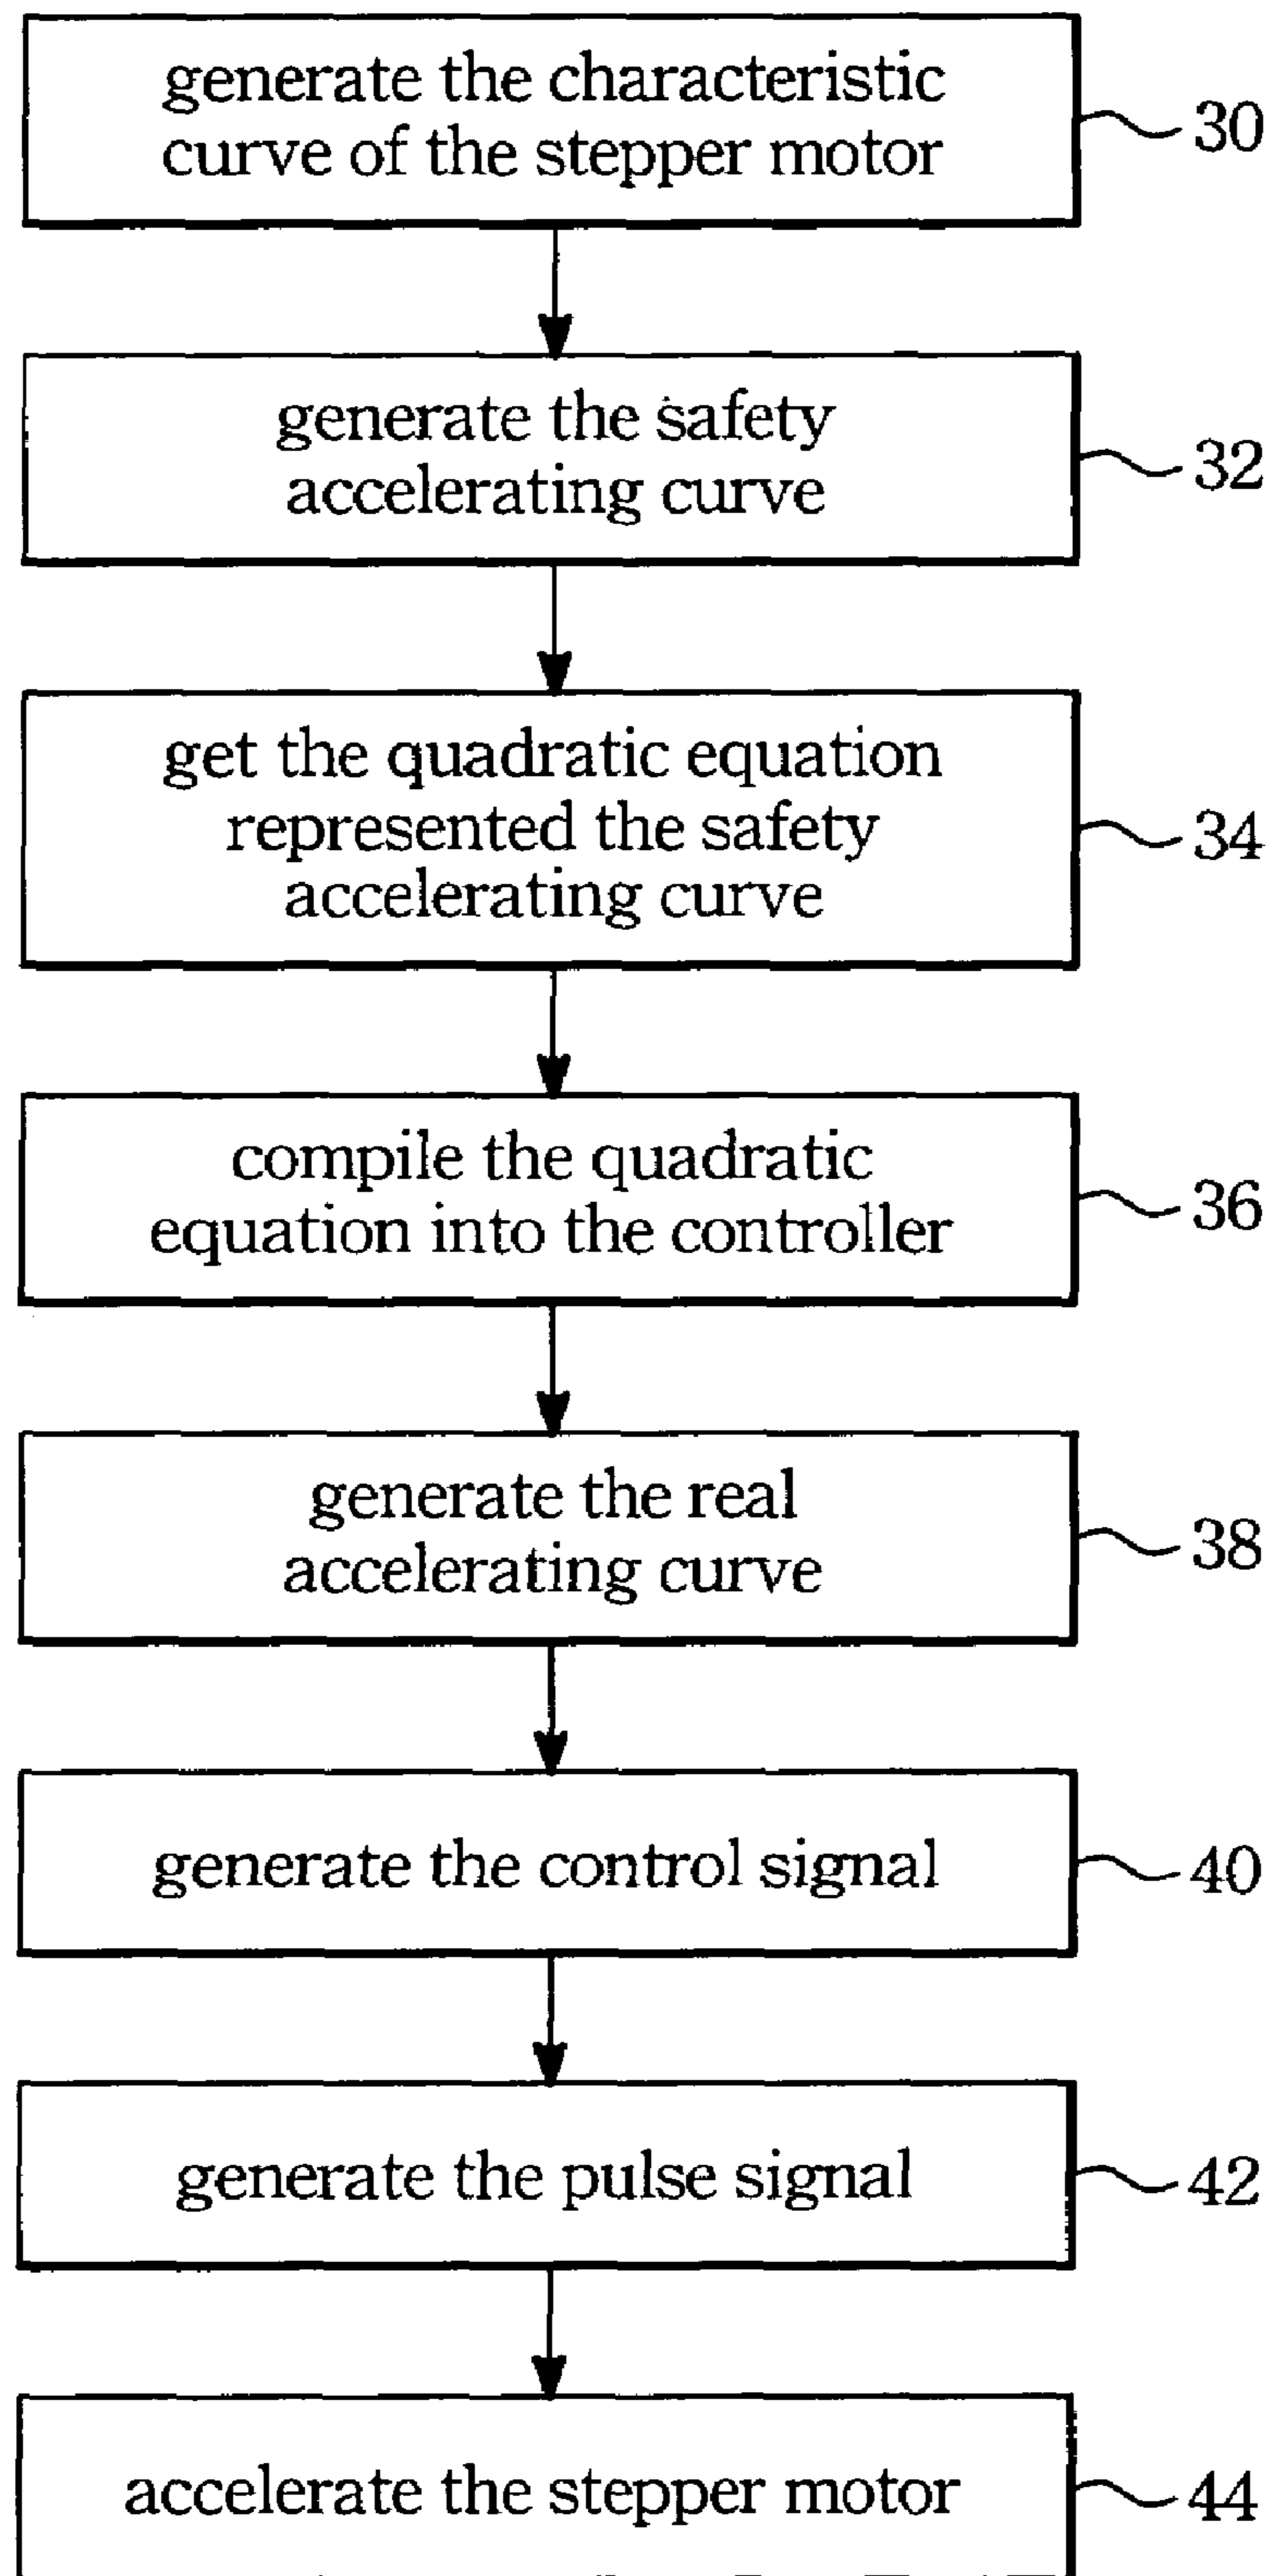 generate the characteristic
curve of the stepper motor
30
generate the safety
accelerating curve
32
get the quadratic equation
represented the safety
accelerating curve
34
compile the quadratic
equation into the controller
36
generate the real
accelerating curve
38
generate the control signal
40
generate the pulse signal
42
accelerate the stepper motor
44